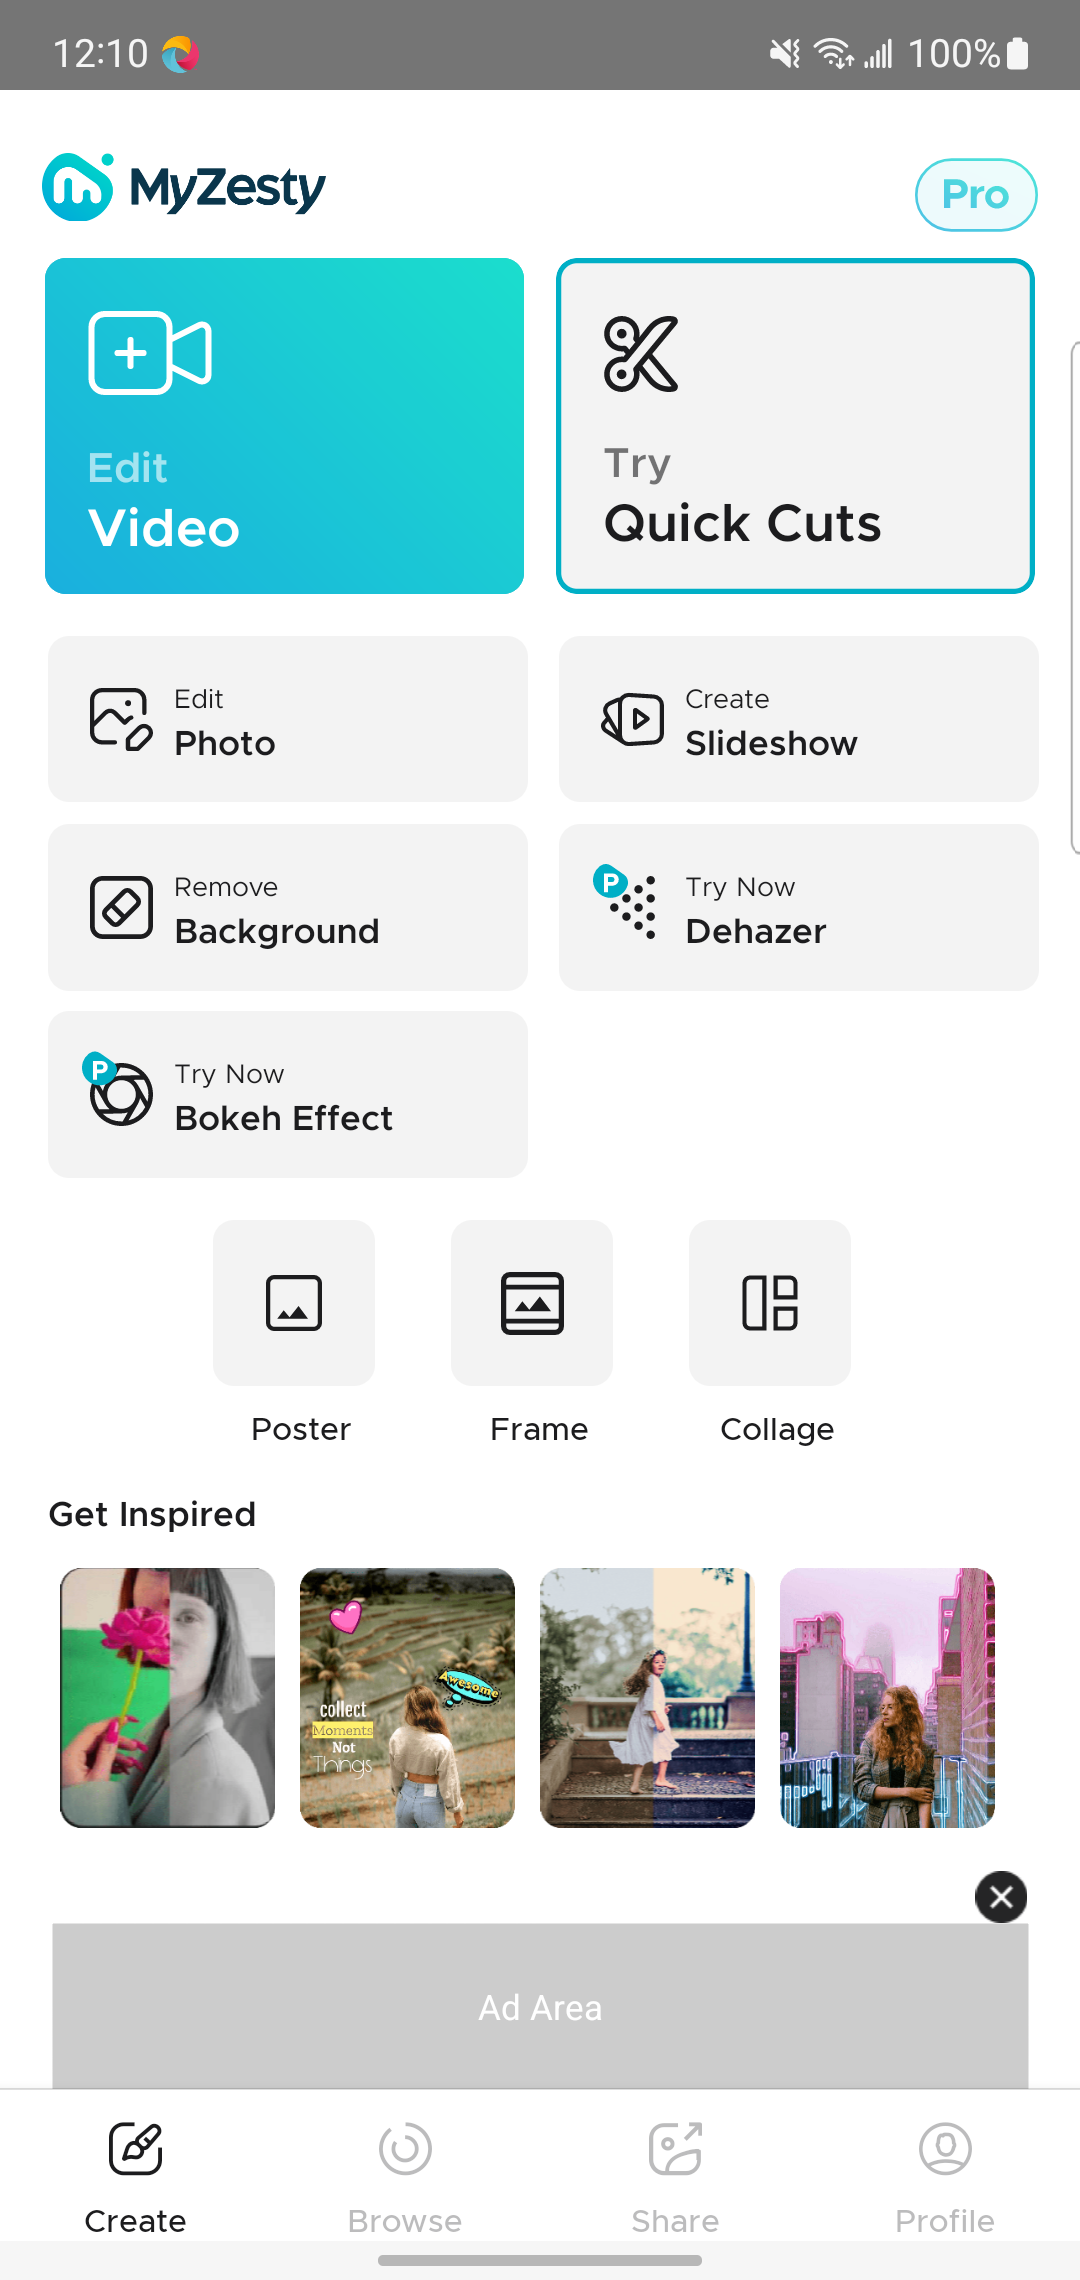 12:10
100%
MyZesty
Pro
Edit
Video
Try
Quick Cuts
Edit
Photo
Create
Slideshow
Remove
Background
P
Try Now
Dehazer
P
Try Now
Bokeh Effect
Poster
Frame
Collage
Get Inspired
Awesome
collect
Moments
Not
Things
Ad Area
Create
Browse
Share
Profile